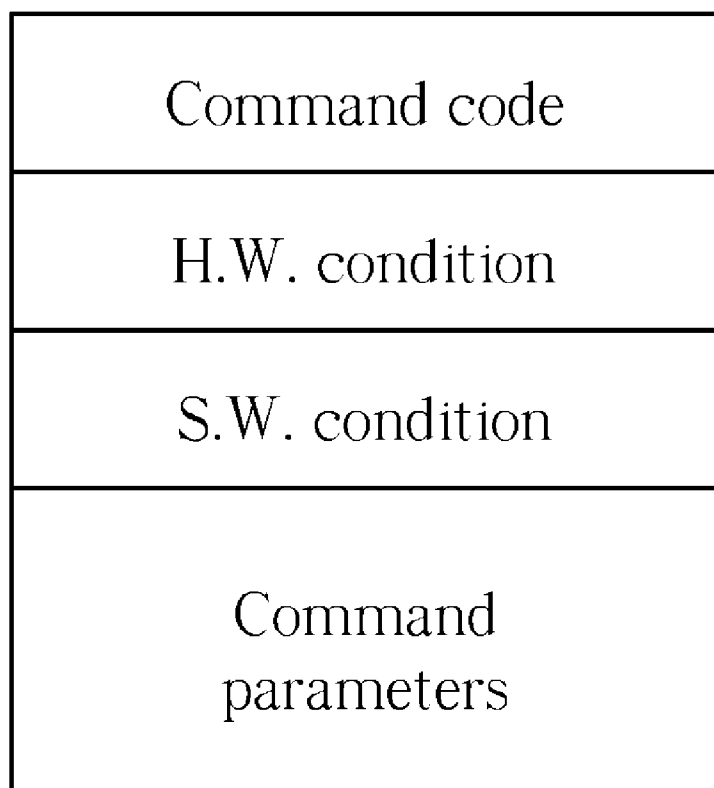 Command code
H.W. condition
S.W. condition
Command
parameters